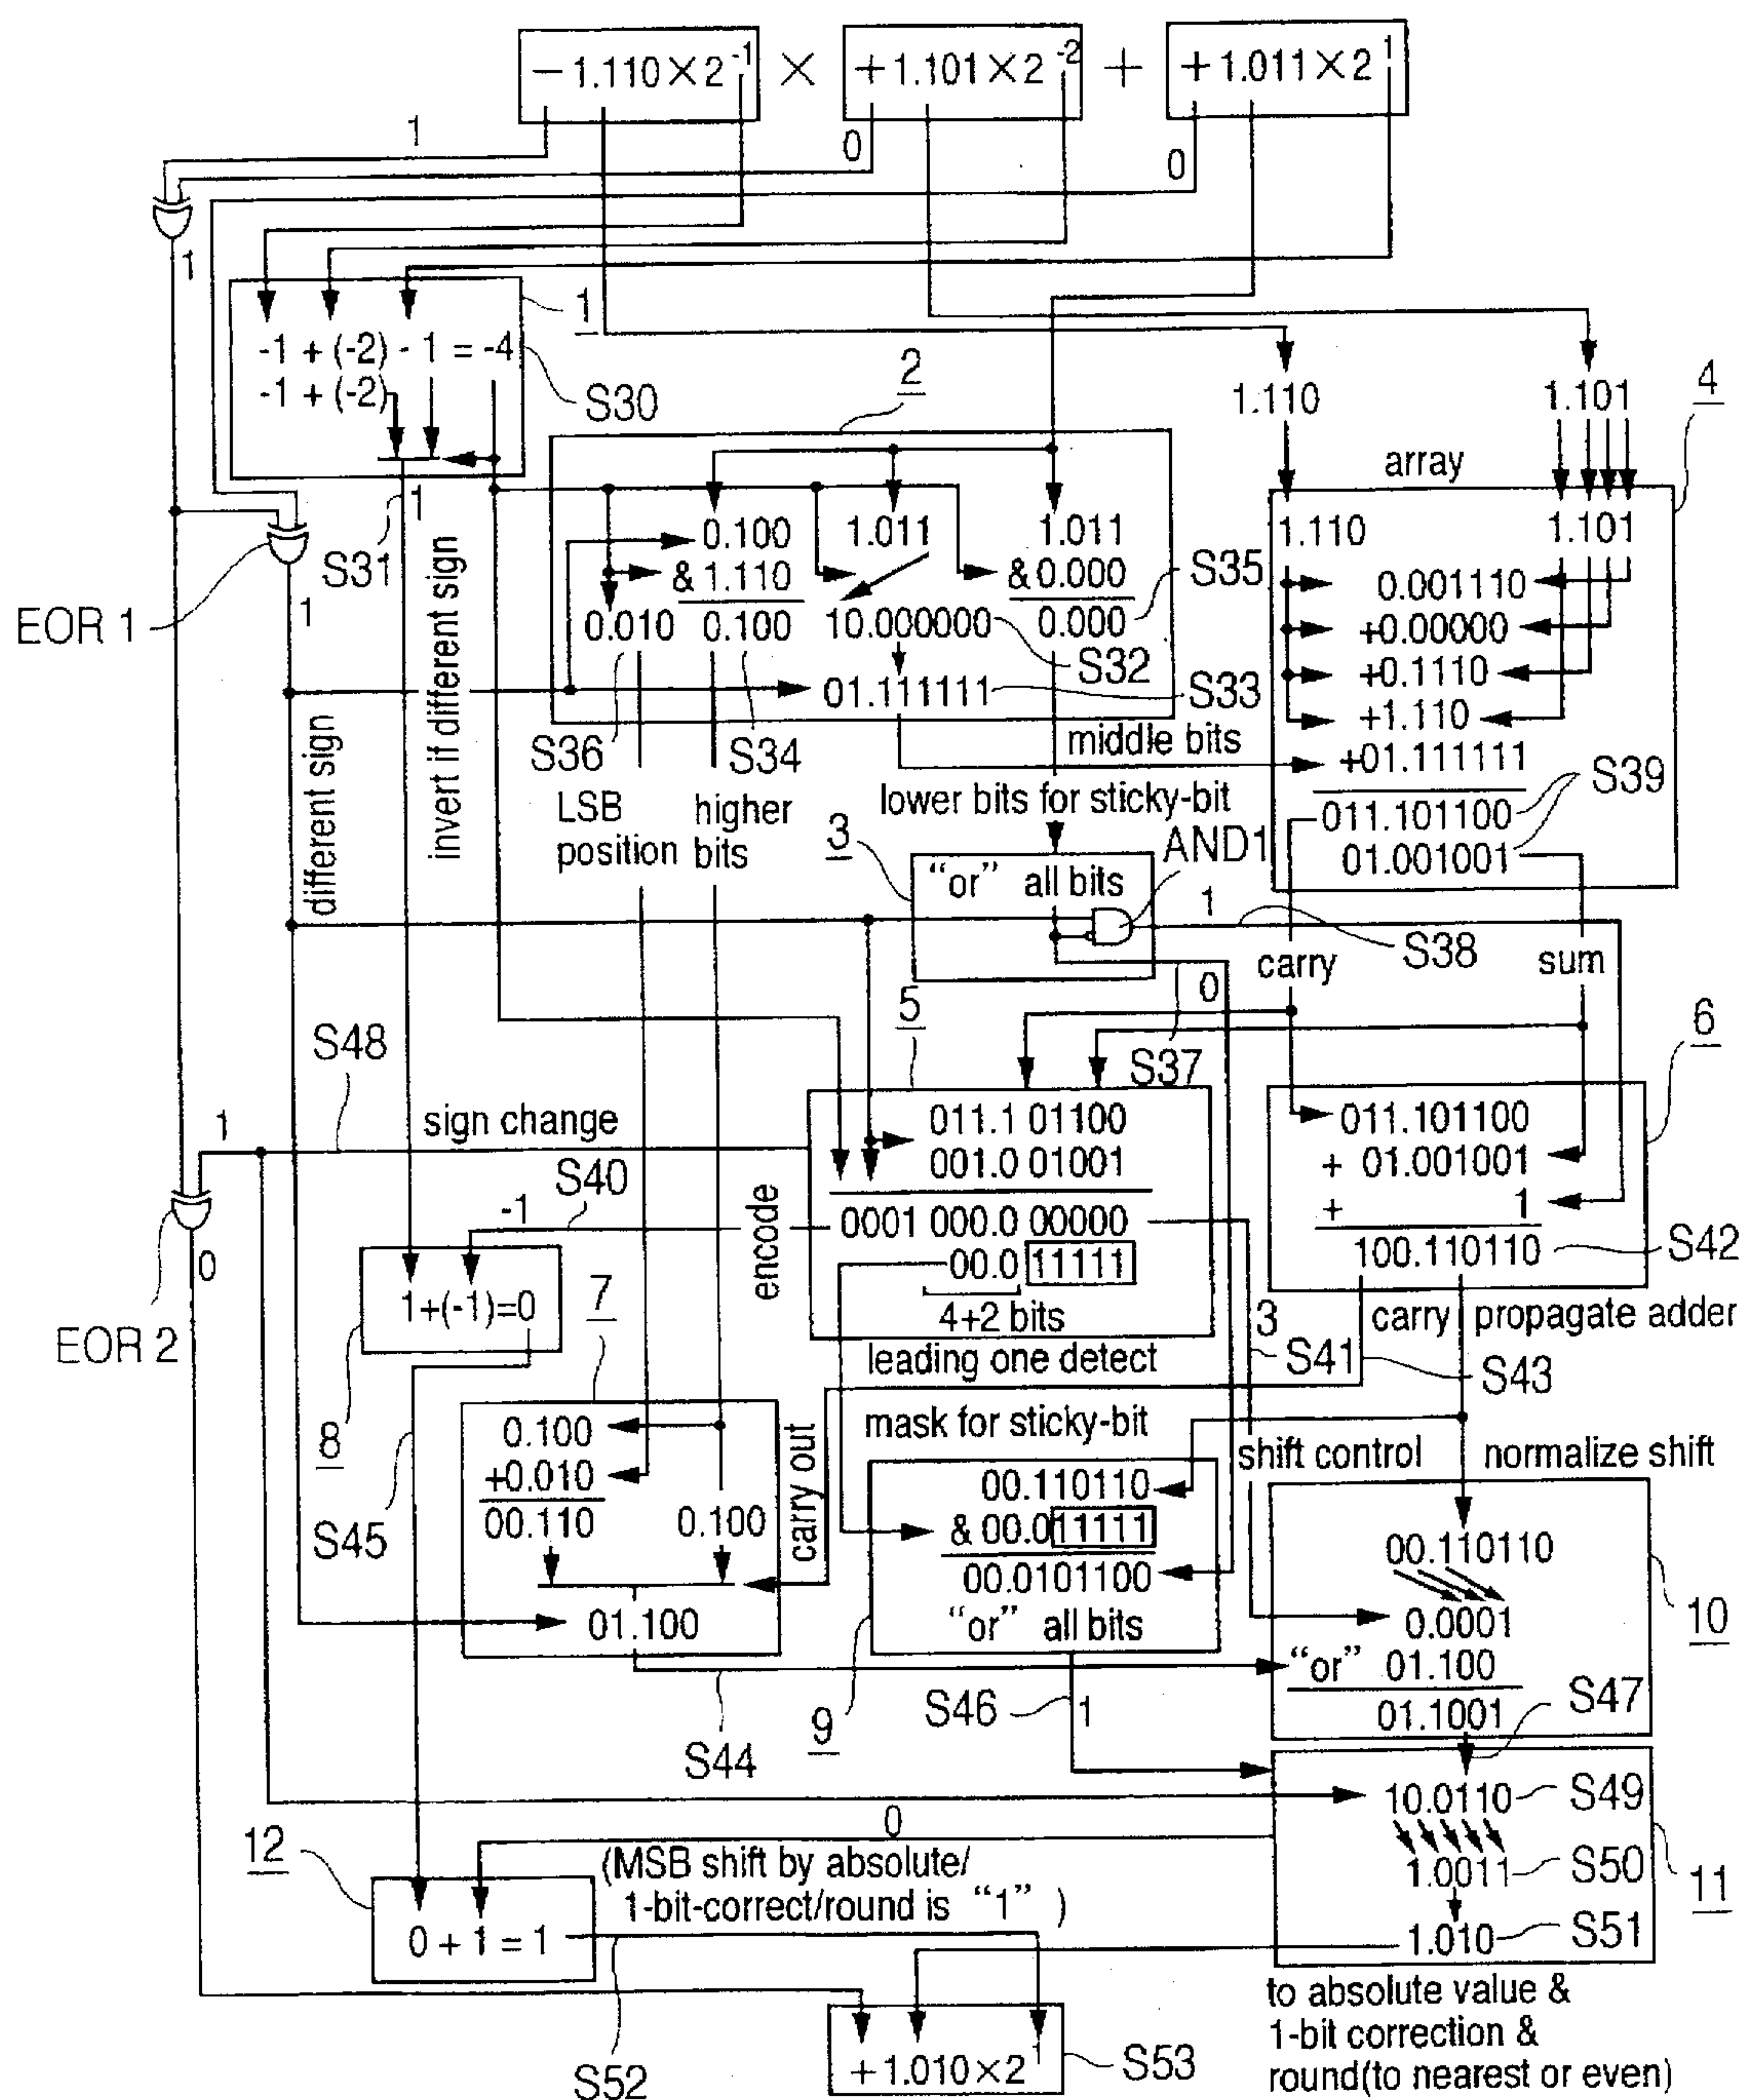 −1.110×2^-1 × +1.101×2^-2 + +1.011×2^1
1
0
0
1
1
-1 + (-2) - 1 = -4
-1 + (-2)
S30
2
1.110
1.101
4
array
1
S31
EOR 1
1
invert if different sign
different sign
0.100
1.011
1.011
& 1.110
& 0.000
S35
0.010
0.100
10.000000
0.000
S32
01.111111
S33
1.110
1.101
0.001110
+0.00000
+0.1110
+1.110
+01.111111
S39
011.101100
01.001001
S36
S34
middle bits
LSB position
higher bits
lower bits for sticky-bit
3
AND1
"or" all bits
1
S38
carry
sum
0
5
S37
6
S48
1
sign change
S40
-1
encode
011.1 01100
001.0 01001
0001 000.0 00000
00.0 11111
4+2 bits
leading one detect
011.101100
+ 01.001001
+ 1
100.110110
S42
carry propagate adder
0
EOR 2
1+(-1)=0
8
7
3
S41
S43
S45
0.100
+0.010
00.110
0.100
01.100
carry out
mask for sticky-bit
00.110110
& 00.011111
00.0101100
"or" all bits
shift control
normalize shift
00.110110
0.0001
"or" 01.100
01.1001
10
S47
S44
9
S46
1
10.0110
S49
1.0011
S50
1.010
S51
11
12
0
(MSB shift by absolute/
1-bit-correct/round is "1" )
0 + 1 = 1
S52
+1.010×2^1
S53
to absolute value &
1-bit correction &
round(to nearest or even)